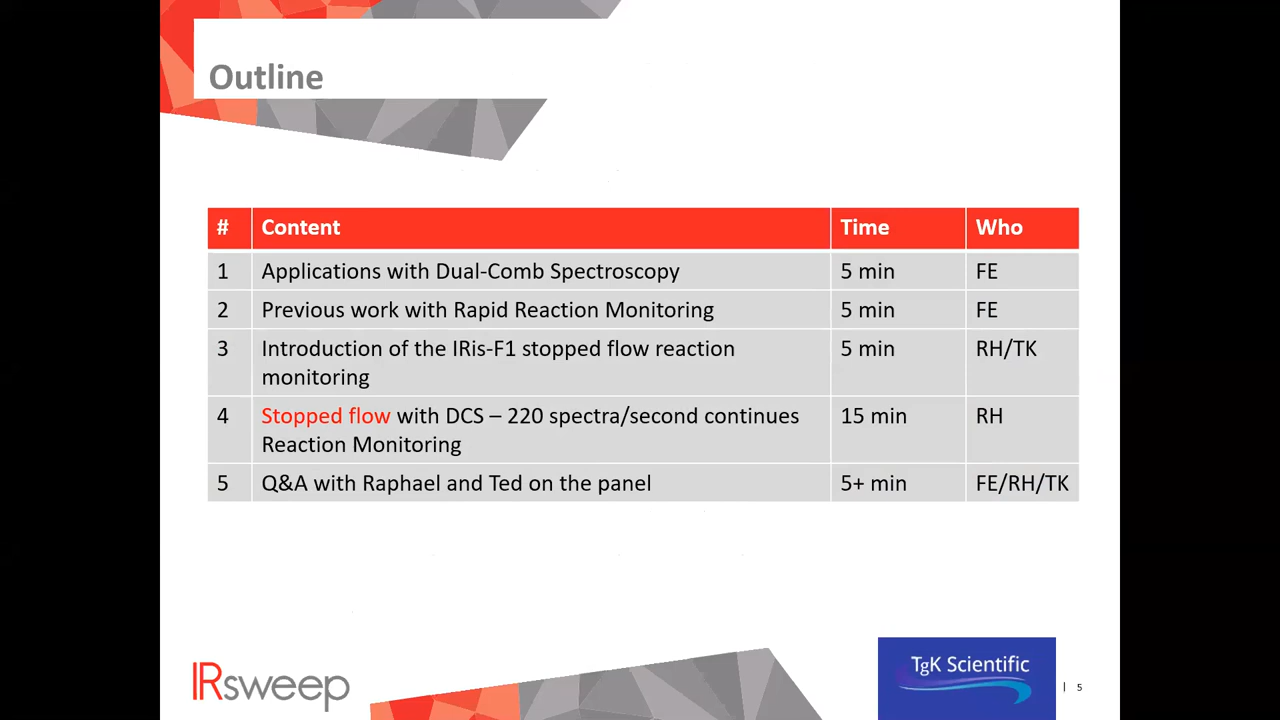 Outline
# Content Time Who
1 Applications with Dual-Comb Spectroscopy 5 min FE
2 Previous work with Rapid Reaction Monitoring 5 min FE
3 Introduction of the IRis-F1 stopped flow reaction 5 min RH/TK
monitoring
4 Stopped flow with DCS – 220 spectra/second continues 15 min RH
Reaction Monitoring
5 Q&A with Raphael and Ted on the panel 5+ min FE/RH/TK
IRsweep
TgK Scientific
| 5